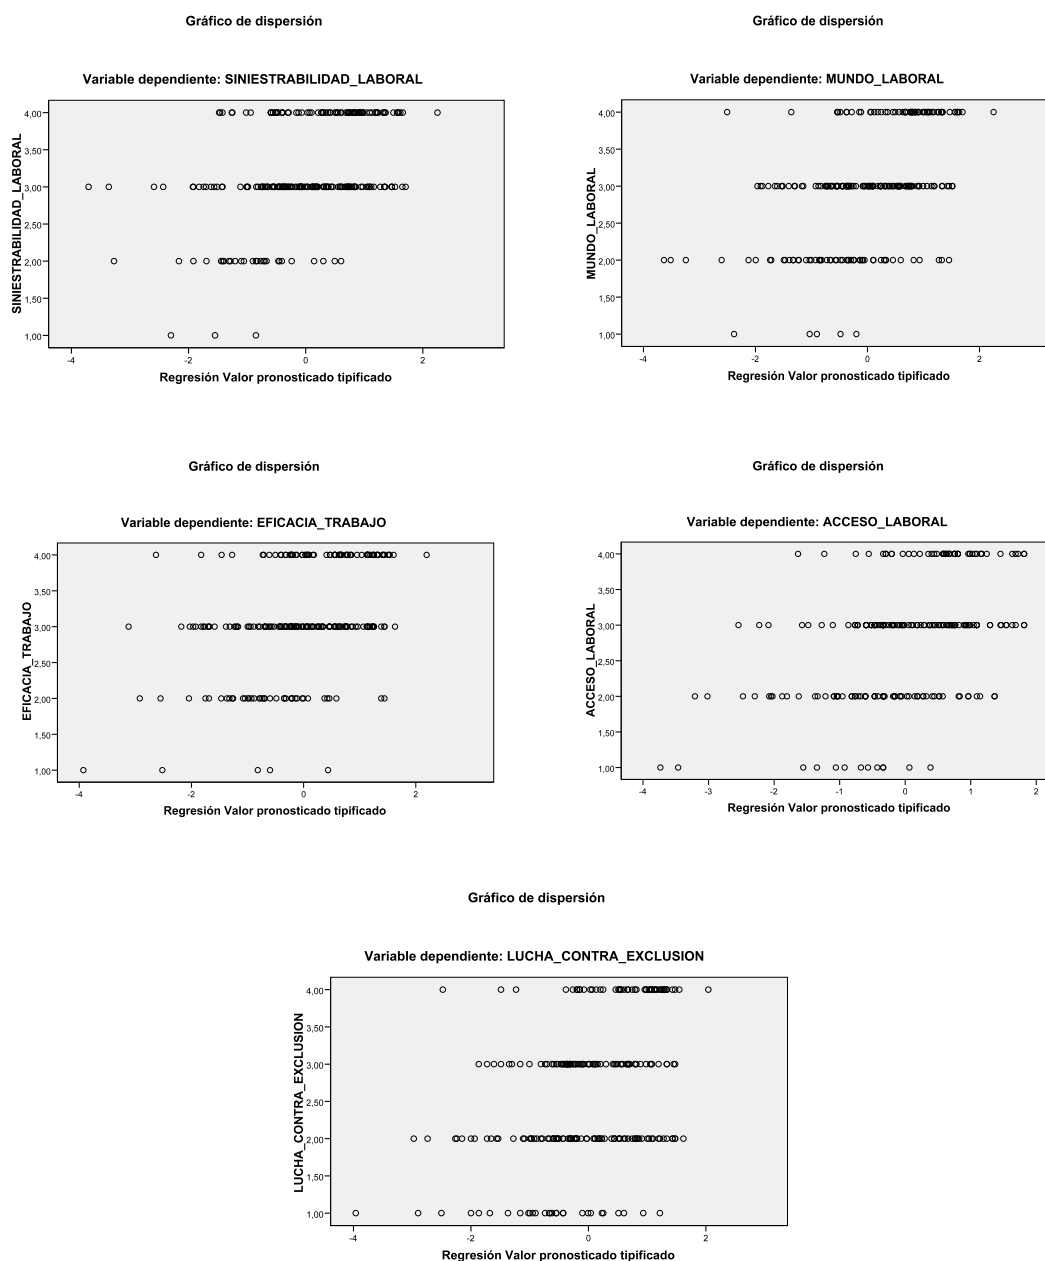 Gráfico de dispersión
Variable dependiente: SINIESTRABILIDAD_LABORAL
SINIESTRABILIDAD_LABORAL
4,00
3,50
3,00
2,50
2,00
1,50
1,00
-4 -2 0 2
Regresión Valor pronosticado tipificado
Gráfico de dispersión
Variable dependiente: MUNDO_LABORAL
MUNDO_LABORAL
4,00
3,50
3,00
2,50
2,00
1,50
1,00
-4 -2 0 2
Regresión Valor pronosticado tipificado
Gráfico de dispersión
Variable dependiente: EFICACIA_TRABAJO
EFICACIA_TRABAJO
4,00
3,50
3,00
2,50
2,00
1,50
1,00
-4 -2 0 2
Regresión Valor pronosticado tipificado
Gráfico de dispersión
Variable dependiente: ACCESO_LABORAL
ACCESO_LABORAL
4,00
3,50
3,00
2,50
2,00
1,50
1,00
-4 -3 -2 -1 0 1 2
Regresión Valor pronosticado tipificado
Gráfico de dispersión
Variable dependiente: LUCHA_CONTRA_EXCLUSION
LUCHA_CONTRA_EXCLUSION
4,00
3,50
3,00
2,50
2,00
1,50
1,00
-4 -2 0 2
Regresión Valor pronosticado tipificado